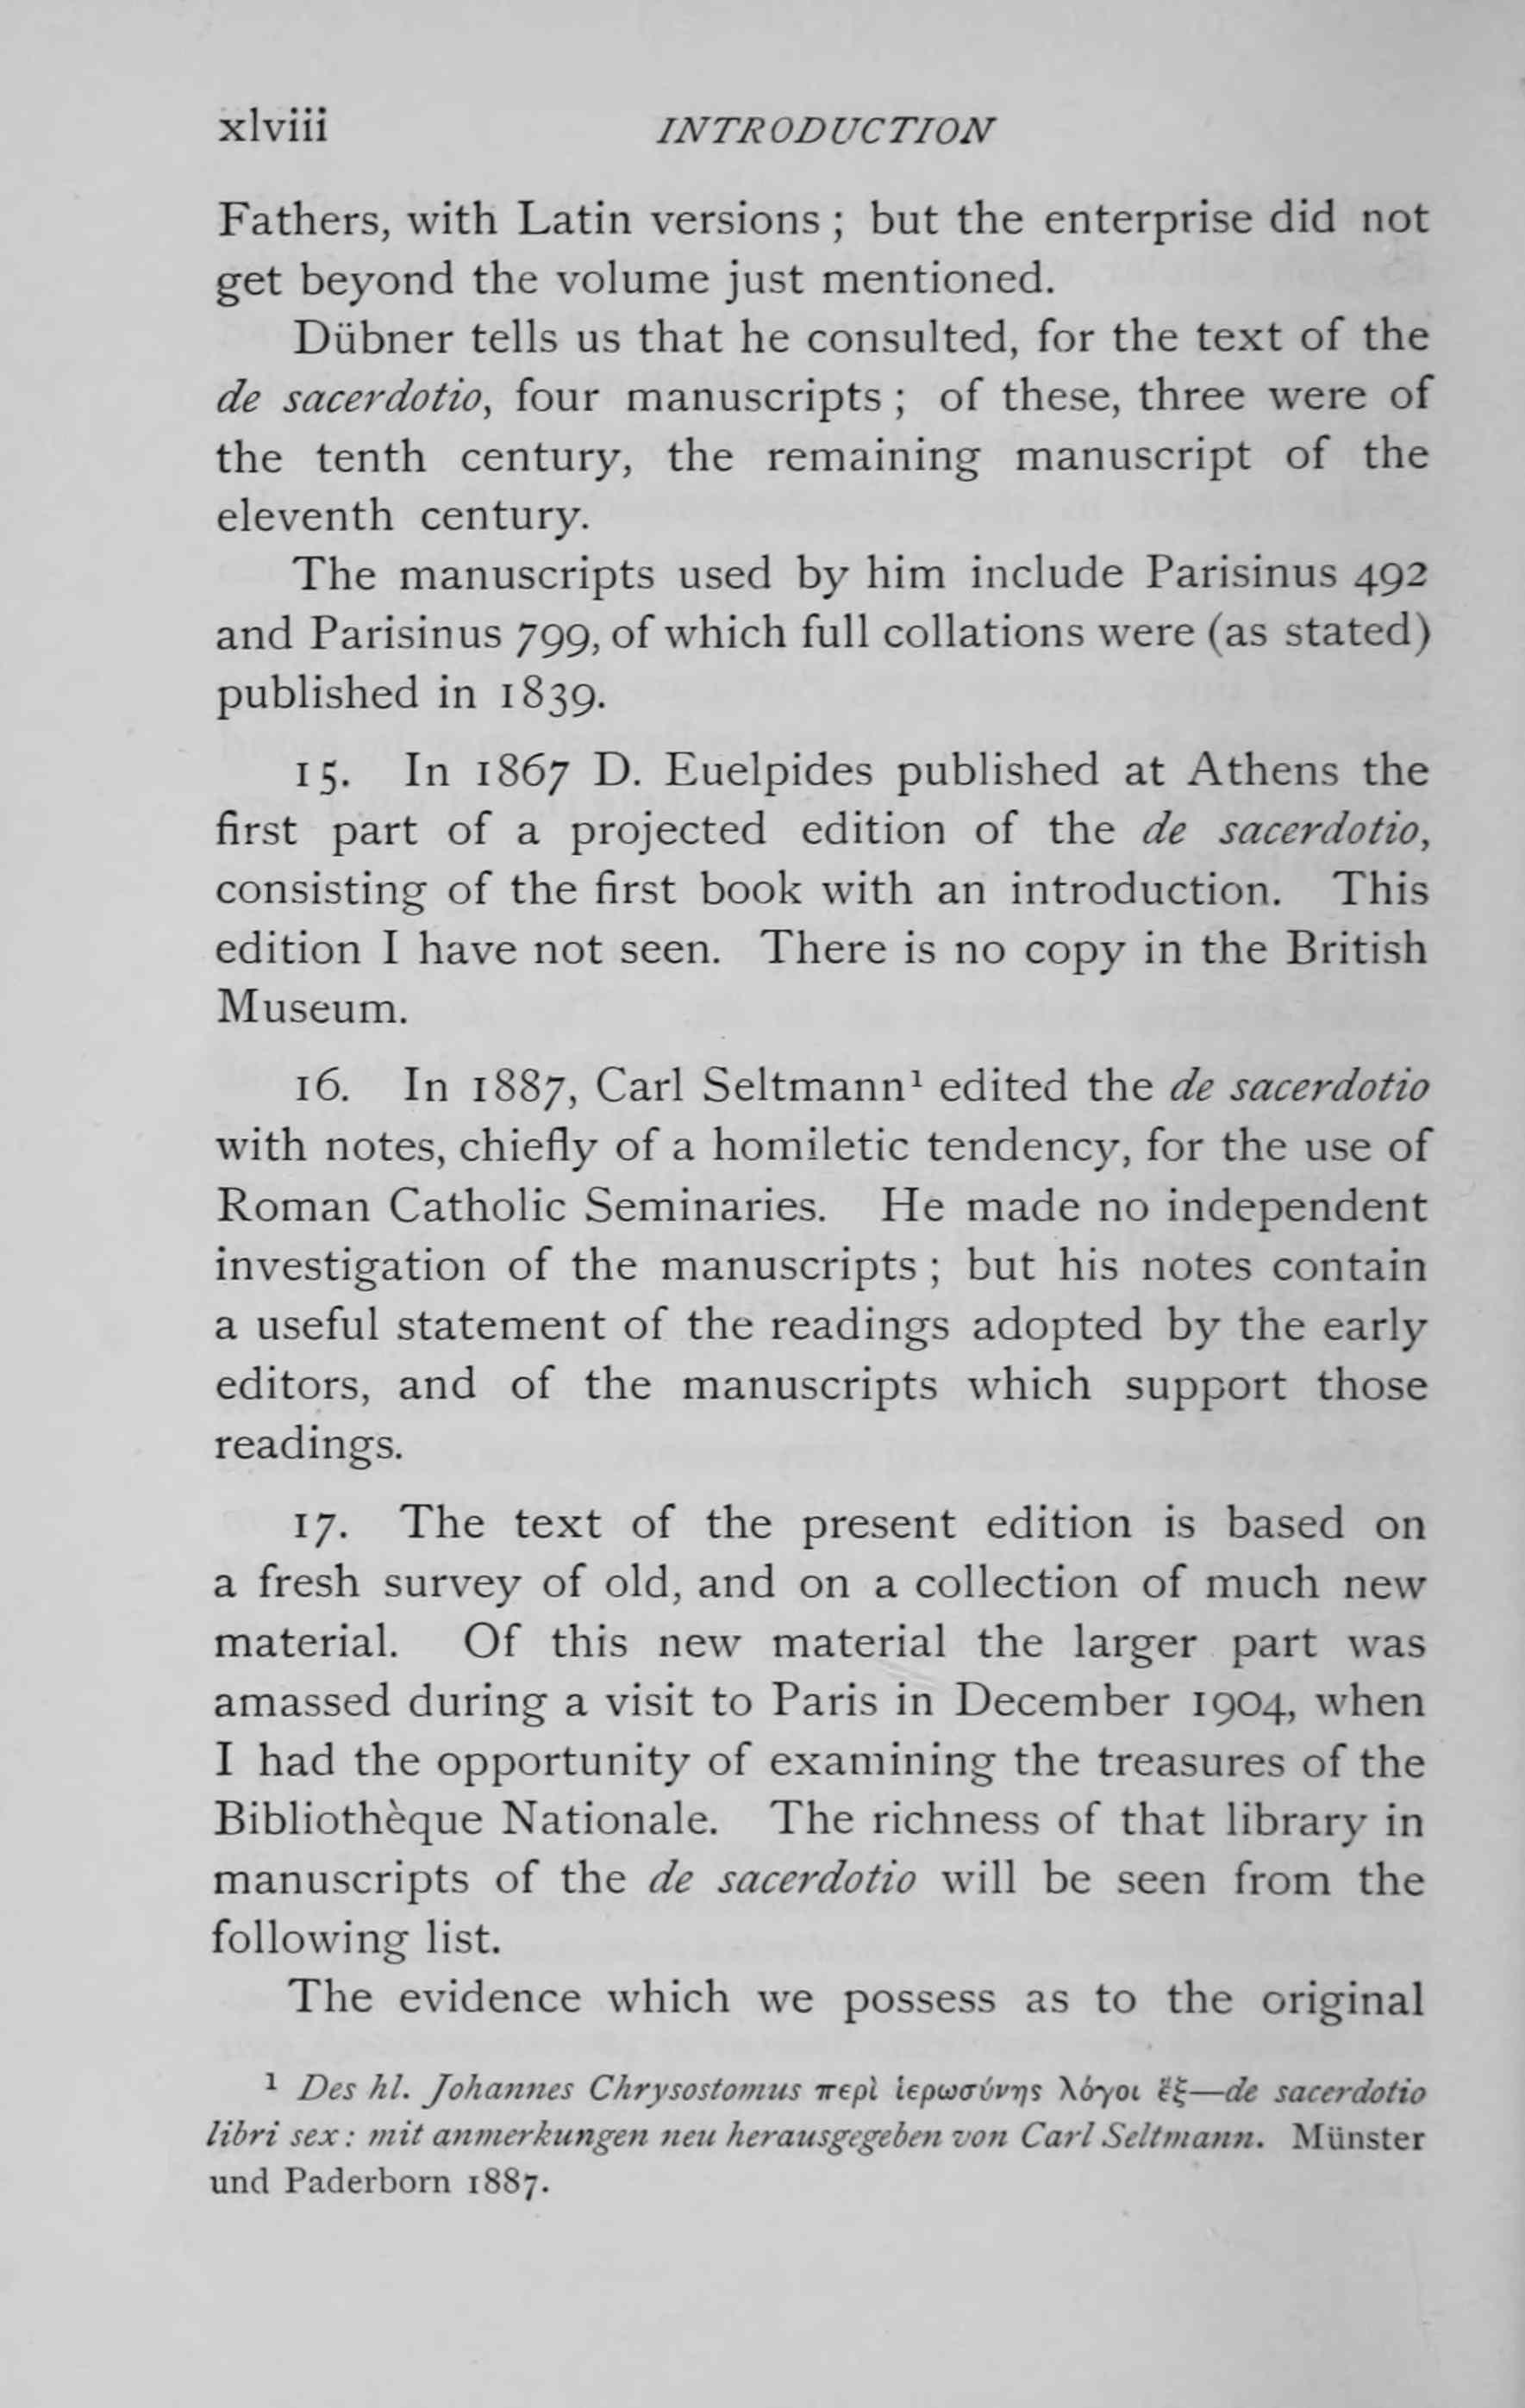 xlviii INTRODUCTION
Fathers, with Latin versions ; but the enterprise did not
get beyond the volume just mentioned.
Dübner tells us that he consulted, for the text of the
de sacerdotio, four manuscripts ; of these, three were of
the tenth century, the remaining manuscript of the
eleventh century.
The manuscripts used by him include Parisinus 492
and Parisinus 799, of which full collations were (as stated)
published in 1839.
15. In 1867 D. Euelpides published at Athens the
first part of a projected edition of the de sacerdotio,
consisting of the first book with an introduction. This
edition I have not seen. There is no copy in the British
Museum.
16. In 1887, Carl Seltmann¹ edited the de sacerdotio
with notes, chiefly of a homiletic tendency, for the use of
Roman Catholic Seminaries. He made no independent
investigation of the manuscripts ; but his notes contain
a useful statement of the readings adopted by the early
editors, and of the manuscripts which support those
readings.
17. The text of the present edition is based on
a fresh survey of old, and on a collection of much new
material. Of this new material the larger part was
amassed during a visit to Paris in December 1904, when
I had the opportunity of examining the treasures of the
Bibliothèque Nationale. The richness of that library in
manuscripts of the de sacerdotio will be seen from the
following list.
The evidence which we possess as to the original
¹ Des hl. Johannes Chrysostomus περὶ ἱερωσύνης λόγοι ἕξ—de sacerdotio
libri sex : mit anmerkungen neu herausgegeben von Carl Seltmann. Münster
und Paderborn 1887.